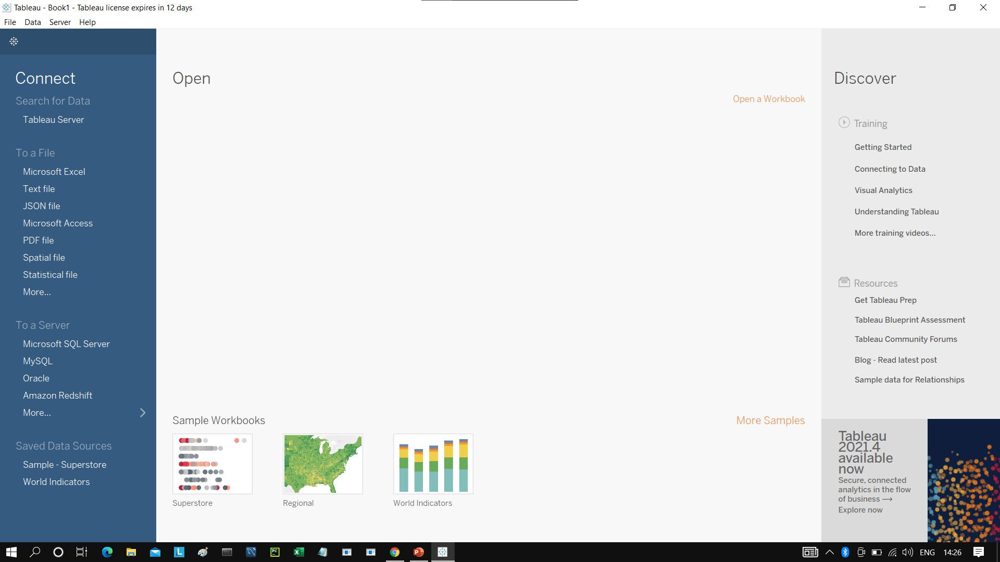 Tableau - Book1 - Tableau license expires in 12 days
File Data Server Help
Connect
Search for Data
Tableau Server
To a File
Microsoft Excel
Text file
JSON file
Microsoft Access
PDF file
Spatial file
Statistical file
More...
To a Server
Microsoft SQL Server
MySQL
Oracle
Amazon Redshift
More...
Saved Data Sources
Sample - Superstore
World Indicators
Open
Open a Workbook
Sample Workbooks
More Samples
Superstore
Regional
World Indicators
Discover
Training
Getting Started
Connecting to Data
Visual Analytics
Understanding Tableau
More training videos...
Resources
Get Tableau Prep
Tableau Blueprint Assessment
Tableau Community Forums
Blog - Read latest post
Sample data for Relationships
Tableau
2021.4
available
now
Secure, connected
analytics in the flow
of business →
Explore now
L
PC
X
P
ENG
14:26